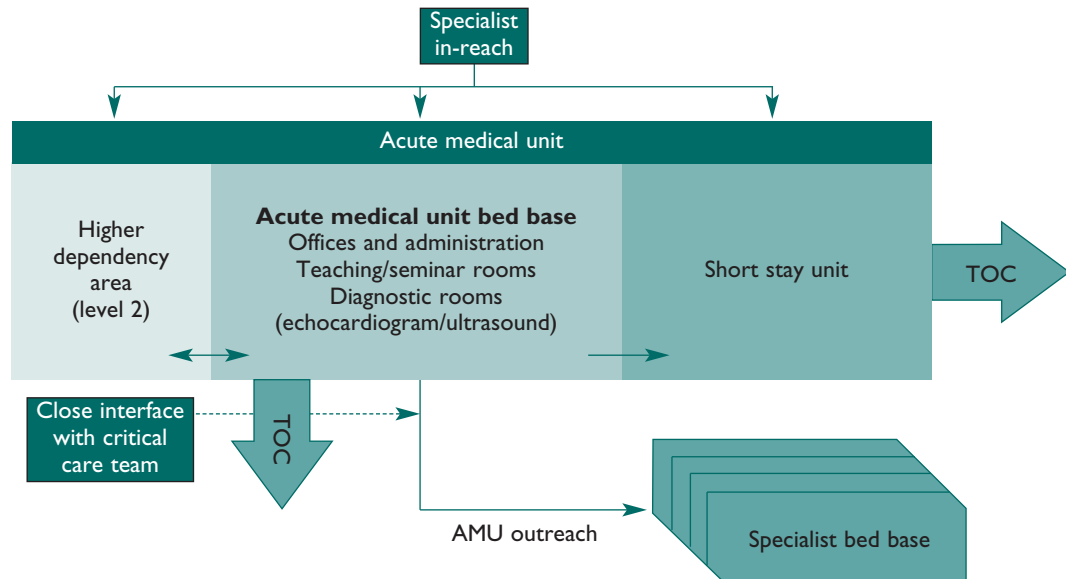 Specialist
in-reach
Acute medical unit
Higher
dependency
area
(level 2)
Acute medical unit bed base
Offices and administration
Teaching/seminar rooms
Diagnostic rooms
(echocardiogram/ultrasound)
Short stay unit
TOC
Close interface
with critical
care team
TOC
AMU outreach
Specialist bed base